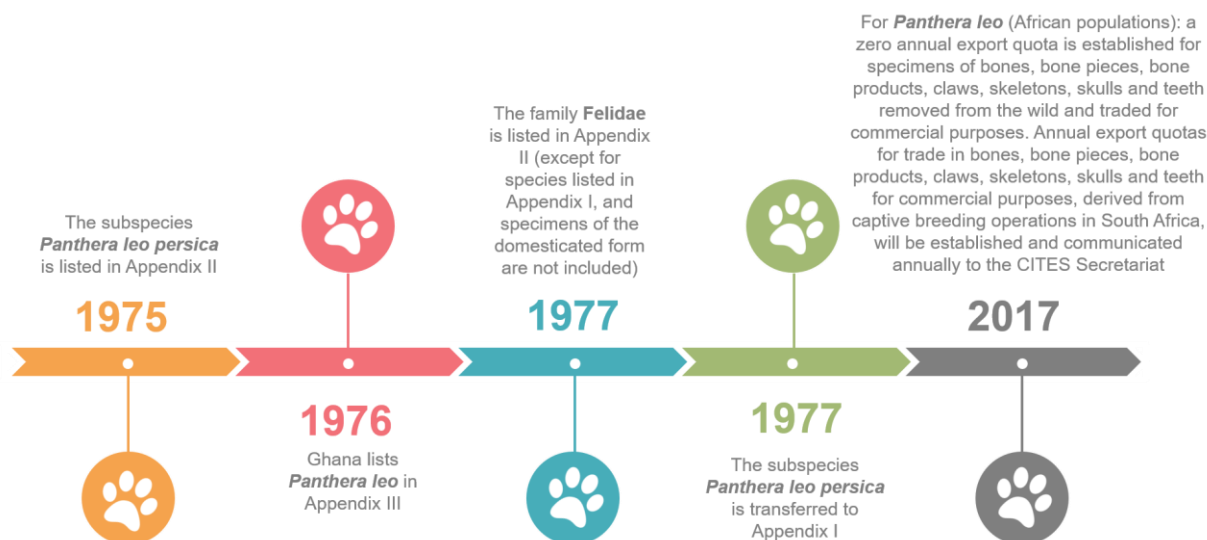 The subspecies
Panthera leo persica
is listed in Appendix II
1975
1976
Ghana lists
Panthera leo in
Appendix III
The family Felidae
is listed in Appendix
II (except for
species listed in
Appendix I, and
specimens of the
domesticated form
are not included)
1977
1977
The subspecies
Panthera leo persica
is transferred to
Appendix I
For Panthera leo (African populations): a
zero annual export quota is established for
specimens of bones, bone pieces, bone
products, claws, skeletons, skulls and teeth
removed from the wild and traded for
commercial purposes. Annual export quotas
for trade in bones, bone pieces, bone
products, claws, skeletons, skulls and teeth
for commercial purposes, derived from
captive breeding operations in South Africa,
will be established and communicated
annually to the CITES Secretariat
2017